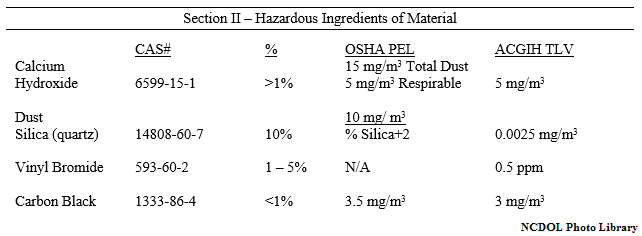 Section II – Hazardous Ingredients of Material
CAS# % OSHA PEL ACGIH TLV
Calcium 15 mg/m³ Total Dust
Hydroxide 6599-15-1 >1% 5 mg/m³ Respirable 5 mg/m³
Dust 10 mg/ m³
Silica (quartz) 14808-60-7 10% % Silica+2 0.0025 mg/m³
Vinyl Bromide 593-60-2 1 – 5% N/A 0.5 ppm
Carbon Black 1333-86-4 <1% 3.5 mg/m³ 3 mg/m³
NCDOL Photo Library